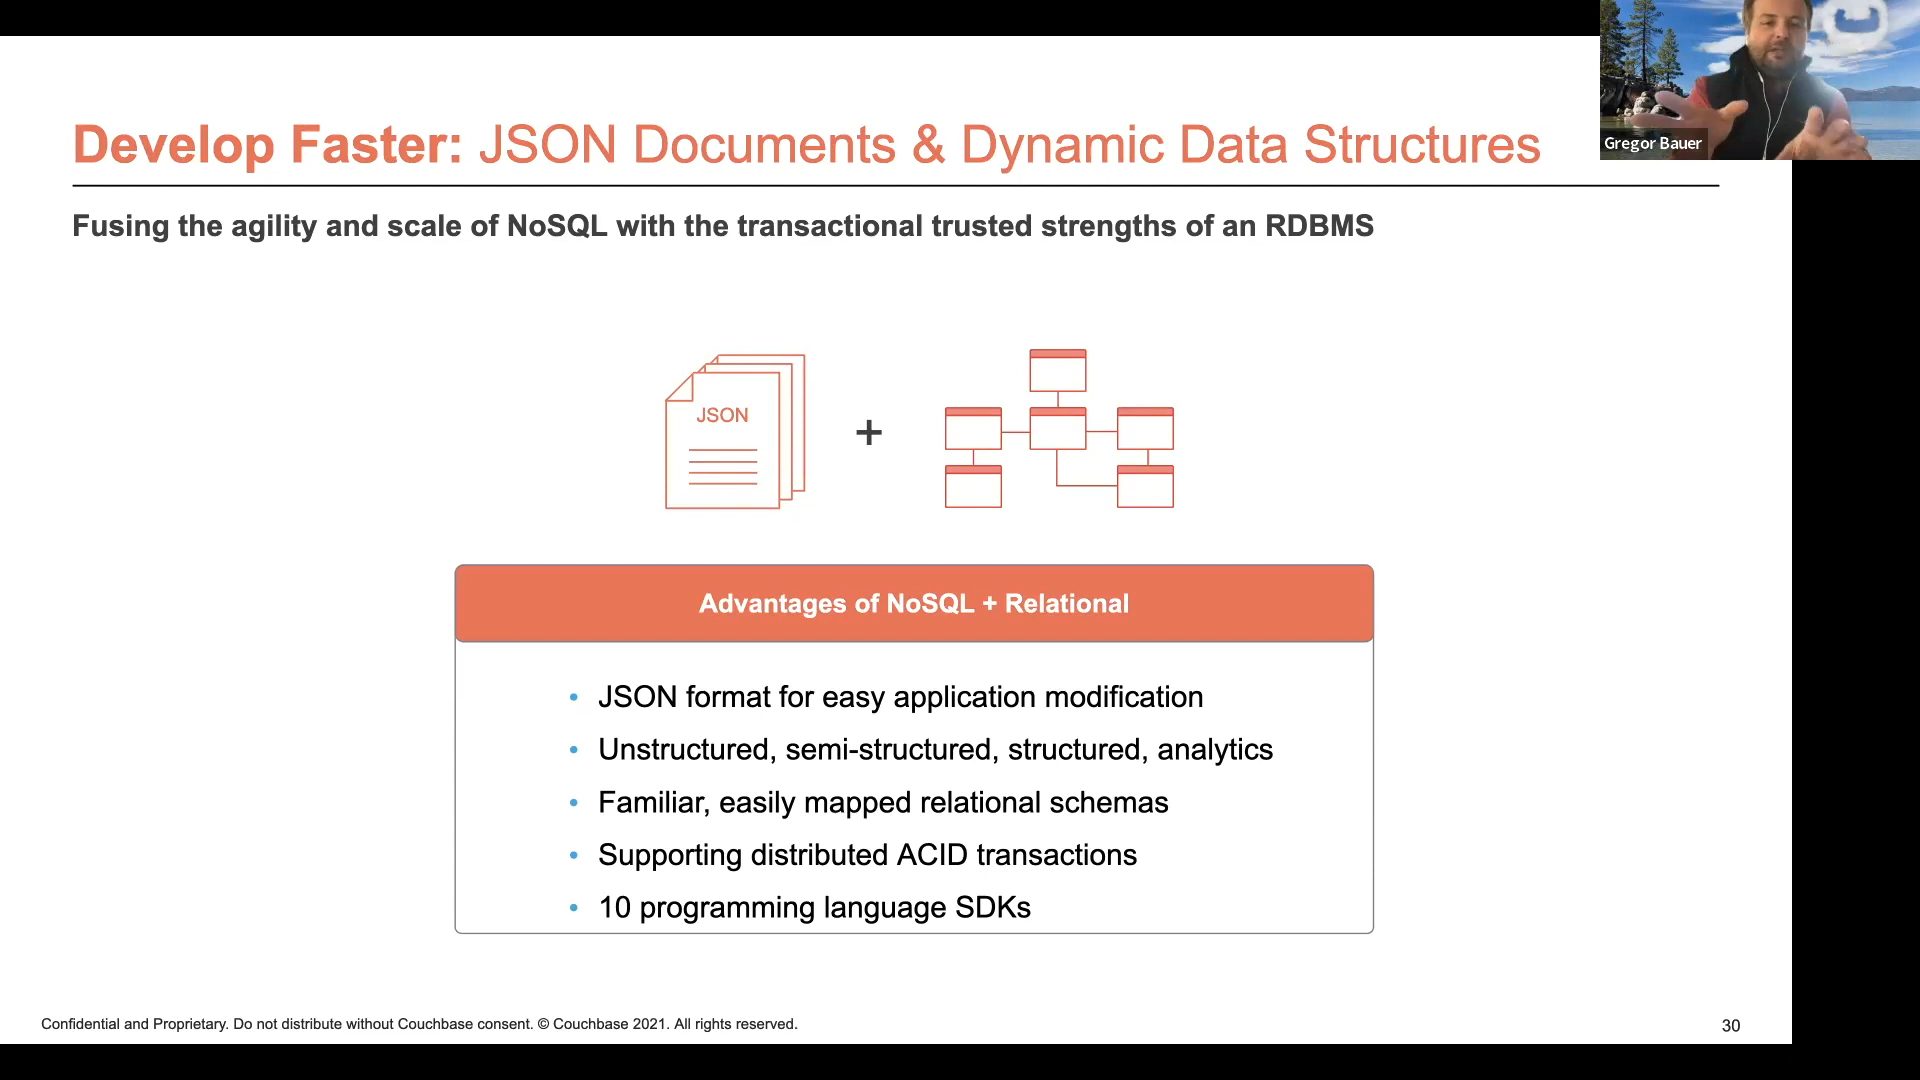 Develop Faster: JSON Documents & Dynamic Data Structures
Gregor Bauer
Fusing the agility and scale of NoSQL with the transactional trusted strengths of an RDBMS
JSON
+
Advantages of NoSQL + Relational
• JSON format for easy application modification
• Unstructured, semi-structured, structured, analytics
• Familiar, easily mapped relational schemas
• Supporting distributed ACID transactions
• 10 programming language SDKs
Confidential and Proprietary. Do not distribute without Couchbase consent. © Couchbase 2021. All rights reserved.
30